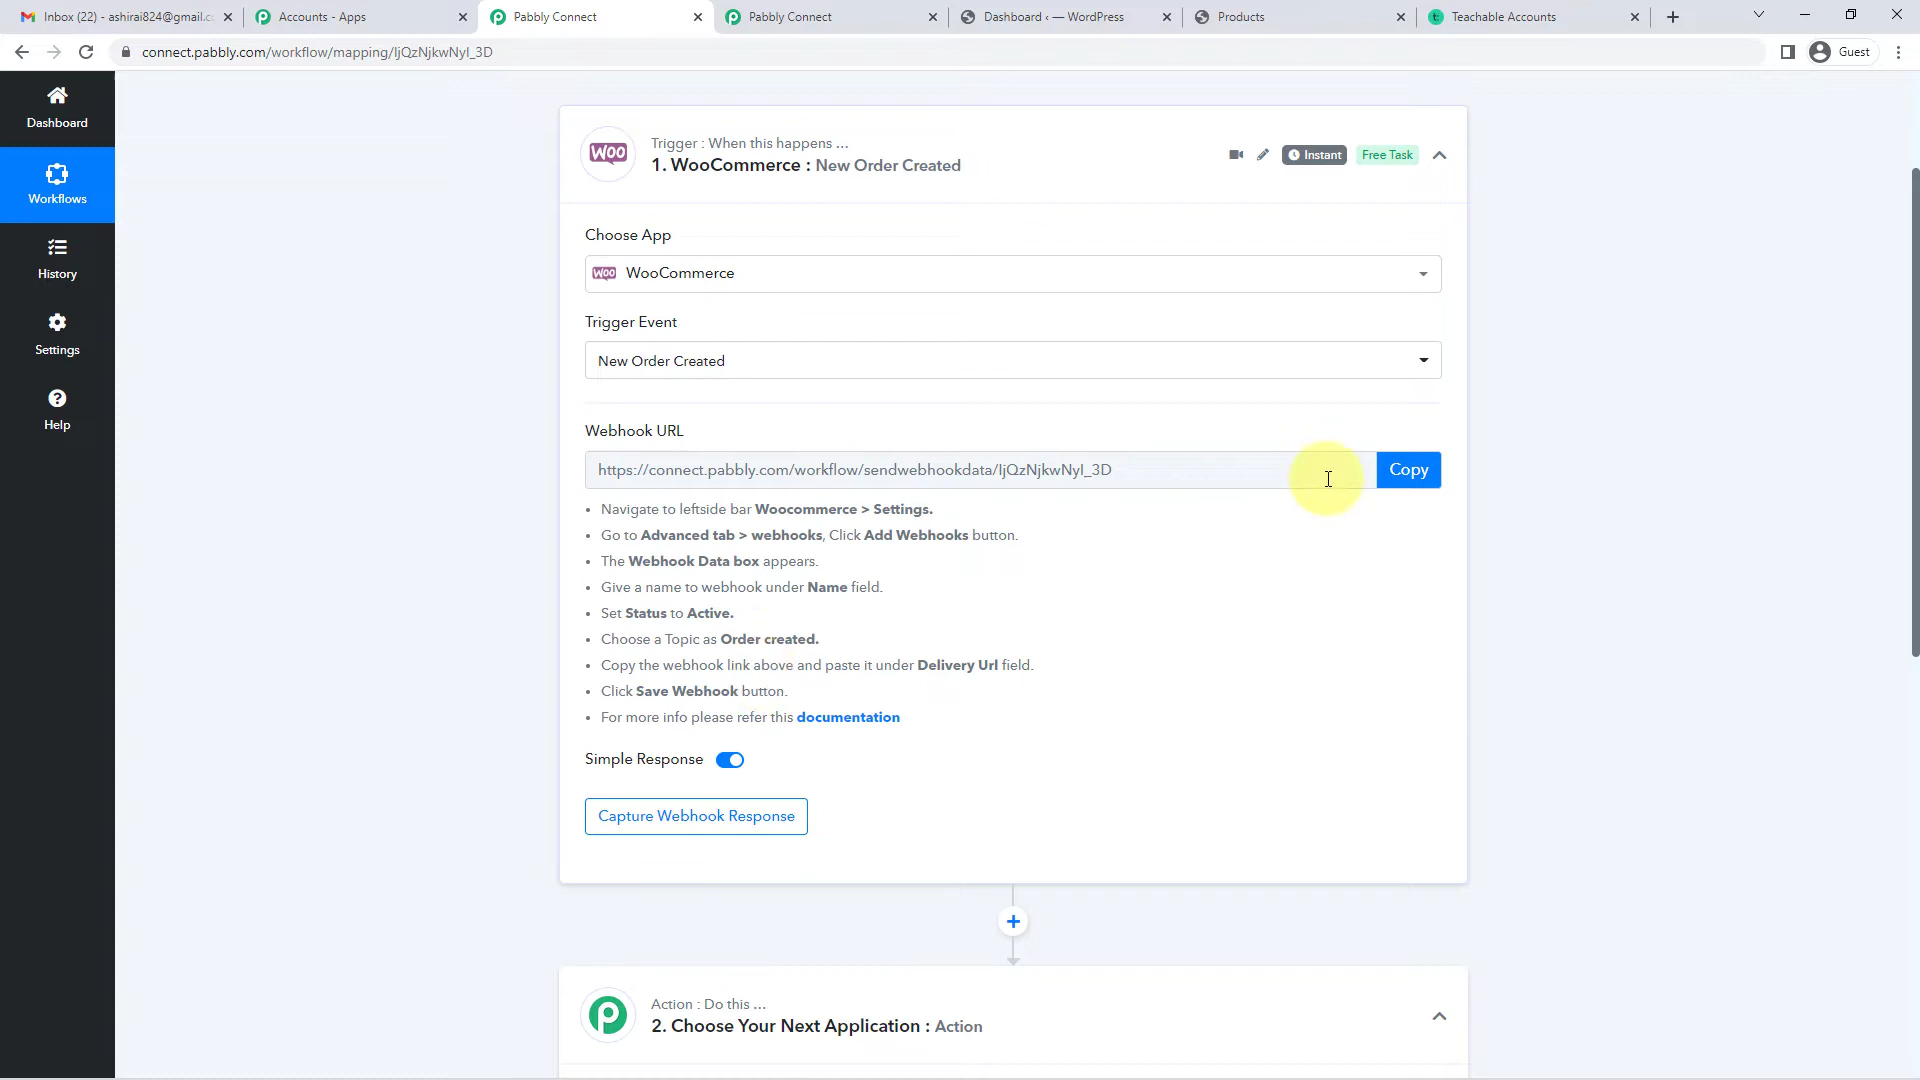 Inbox (22) - ashirai824@gmail.c
Accounts - Apps
Pabbly Connect
Pabbly Connect
Dashboard ‹ — WordPress
Products
Teachable Accounts
connect.pabbly.com/workflow/mapping/IjQzNjkwNyI_3D
Guest
Dashboard
Workflows
History
Settings
Help
Woo
Trigger : When this happens ...
1. WooCommerce : New Order Created
Instant
Free Task
Choose App
Woo WooCommerce
Trigger Event
New Order Created
Webhook URL
https://connect.pabbly.com/workflow/sendwebhookdata/IjQzNjkwNyI_3D
Copy
• Navigate to leftside bar Woocommerce > Settings.
• Go to Advanced tab > webhooks, Click Add Webhooks button.
• The Webhook Data box appears.
• Give a name to webhook under Name field.
• Set Status to Active.
• Choose a Topic as Order created.
• Copy the webhook link above and paste it under Delivery Url field.
• Click Save Webhook button.
• For more info please refer this documentation
Simple Response
Capture Webhook Response
Action : Do this ...
2. Choose Your Next Application : Action